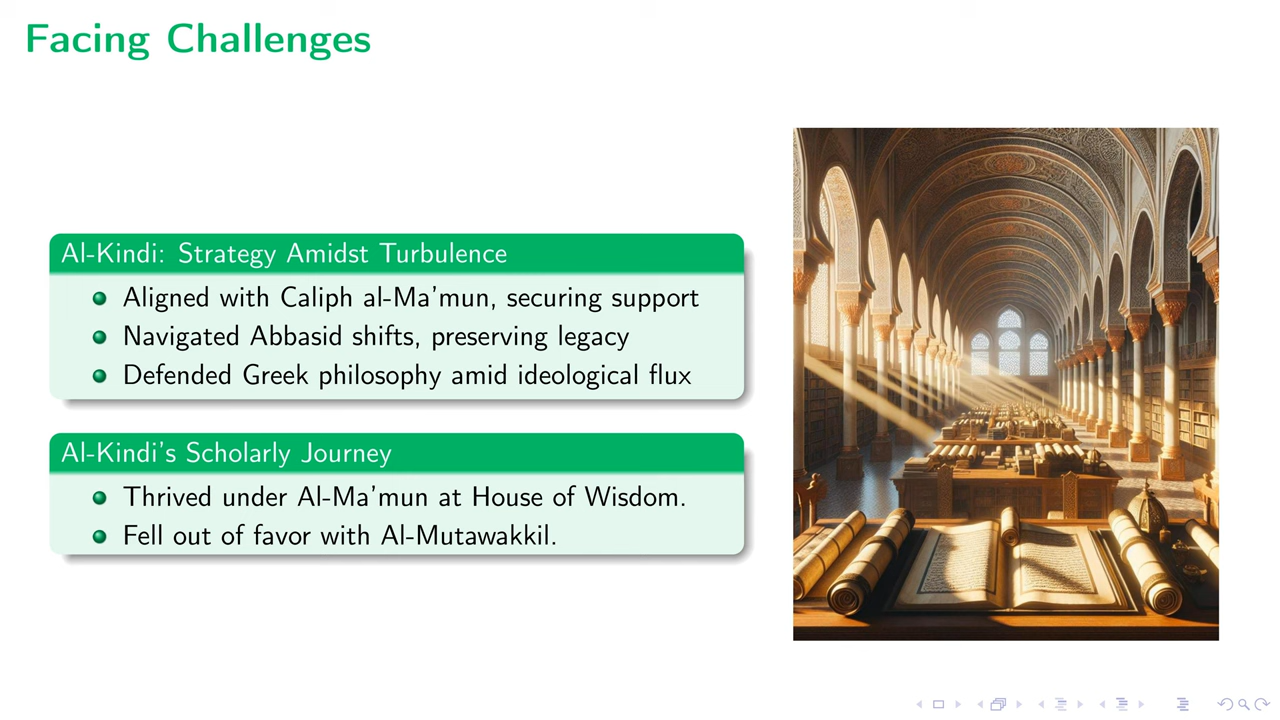 Facing Challenges
Al-Kindi: Strategy Amidst Turbulence
Aligned with Caliph al-Ma'mun, securing support
Navigated Abbasid shifts, preserving legacy
Defended Greek philosophy amid ideological flux
Al-Kindi's Scholarly Journey
Thrived under Al-Ma'mun at House of Wisdom.
Fell out of favor with Al-Mutawakkil.